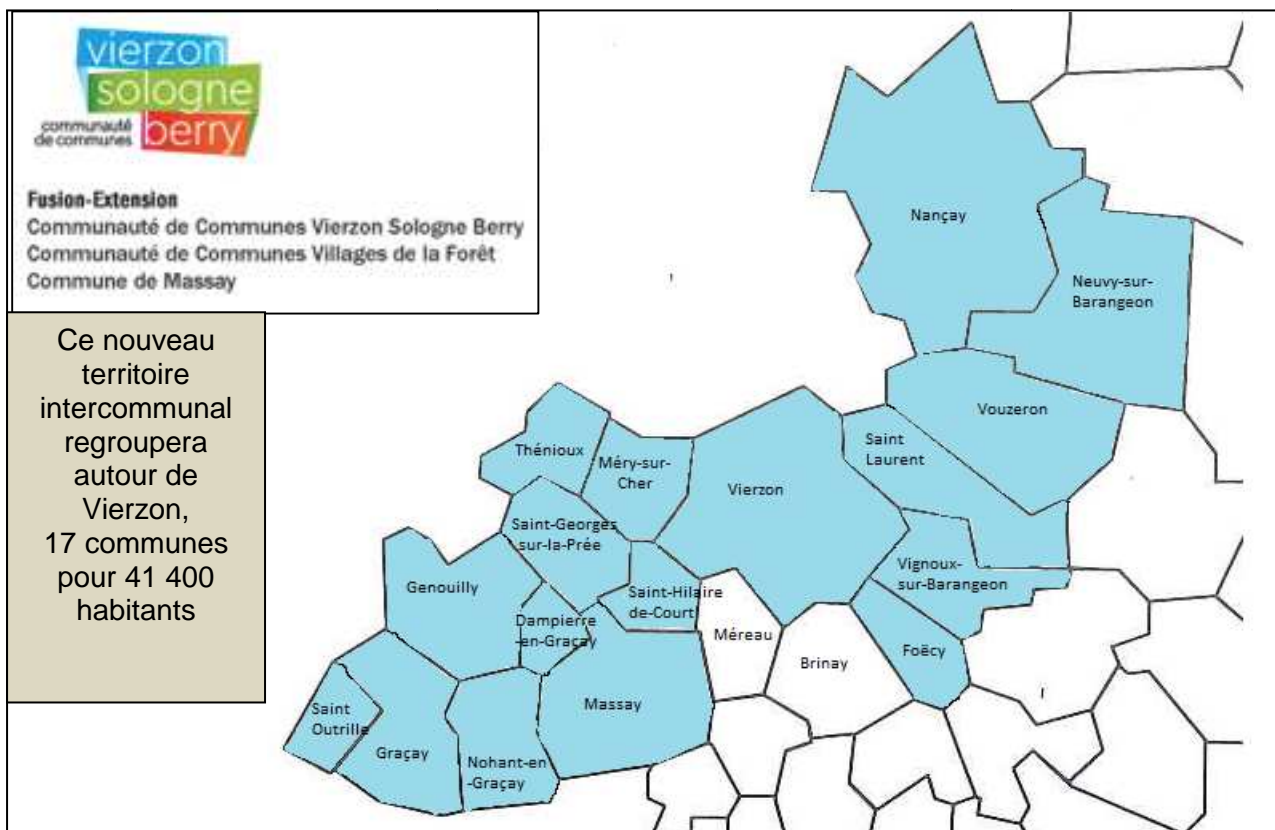 vierzon
sologne
communauté
de communes
berry
Fusion-Extension
Communauté de Communes Vierzon Sologne Berry
Communauté de Communes Villages de la Forêt
Commune de Massay
Ce nouveau
territoire
intercommunal
regroupera
autour de
Vierzon,
17 communes
pour 41 400
habitants
Nançay
Neuvy-sur-
Barangeon
Vouzeron
Saint
Laurent
Thénioux
Méry-sur-
Cher
Vierzon
Saint-Georges
sur-la-Prée
Vignoux-
sur-Barangeon
Genouilly
Saint-Hilaire
de-Court
Dampierre
-en-Graçay
Méreau
Brinay
Foëcy
Massay
Saint
Outrille
Graçay
Nohant-en
-Graçay